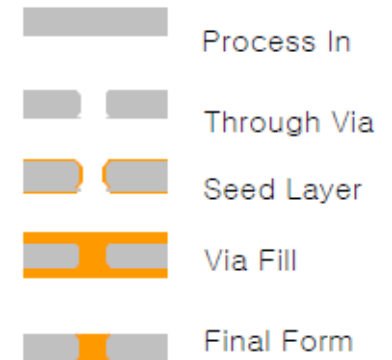 Process In
Through Via
Seed Layer
Via Fill
Final Form